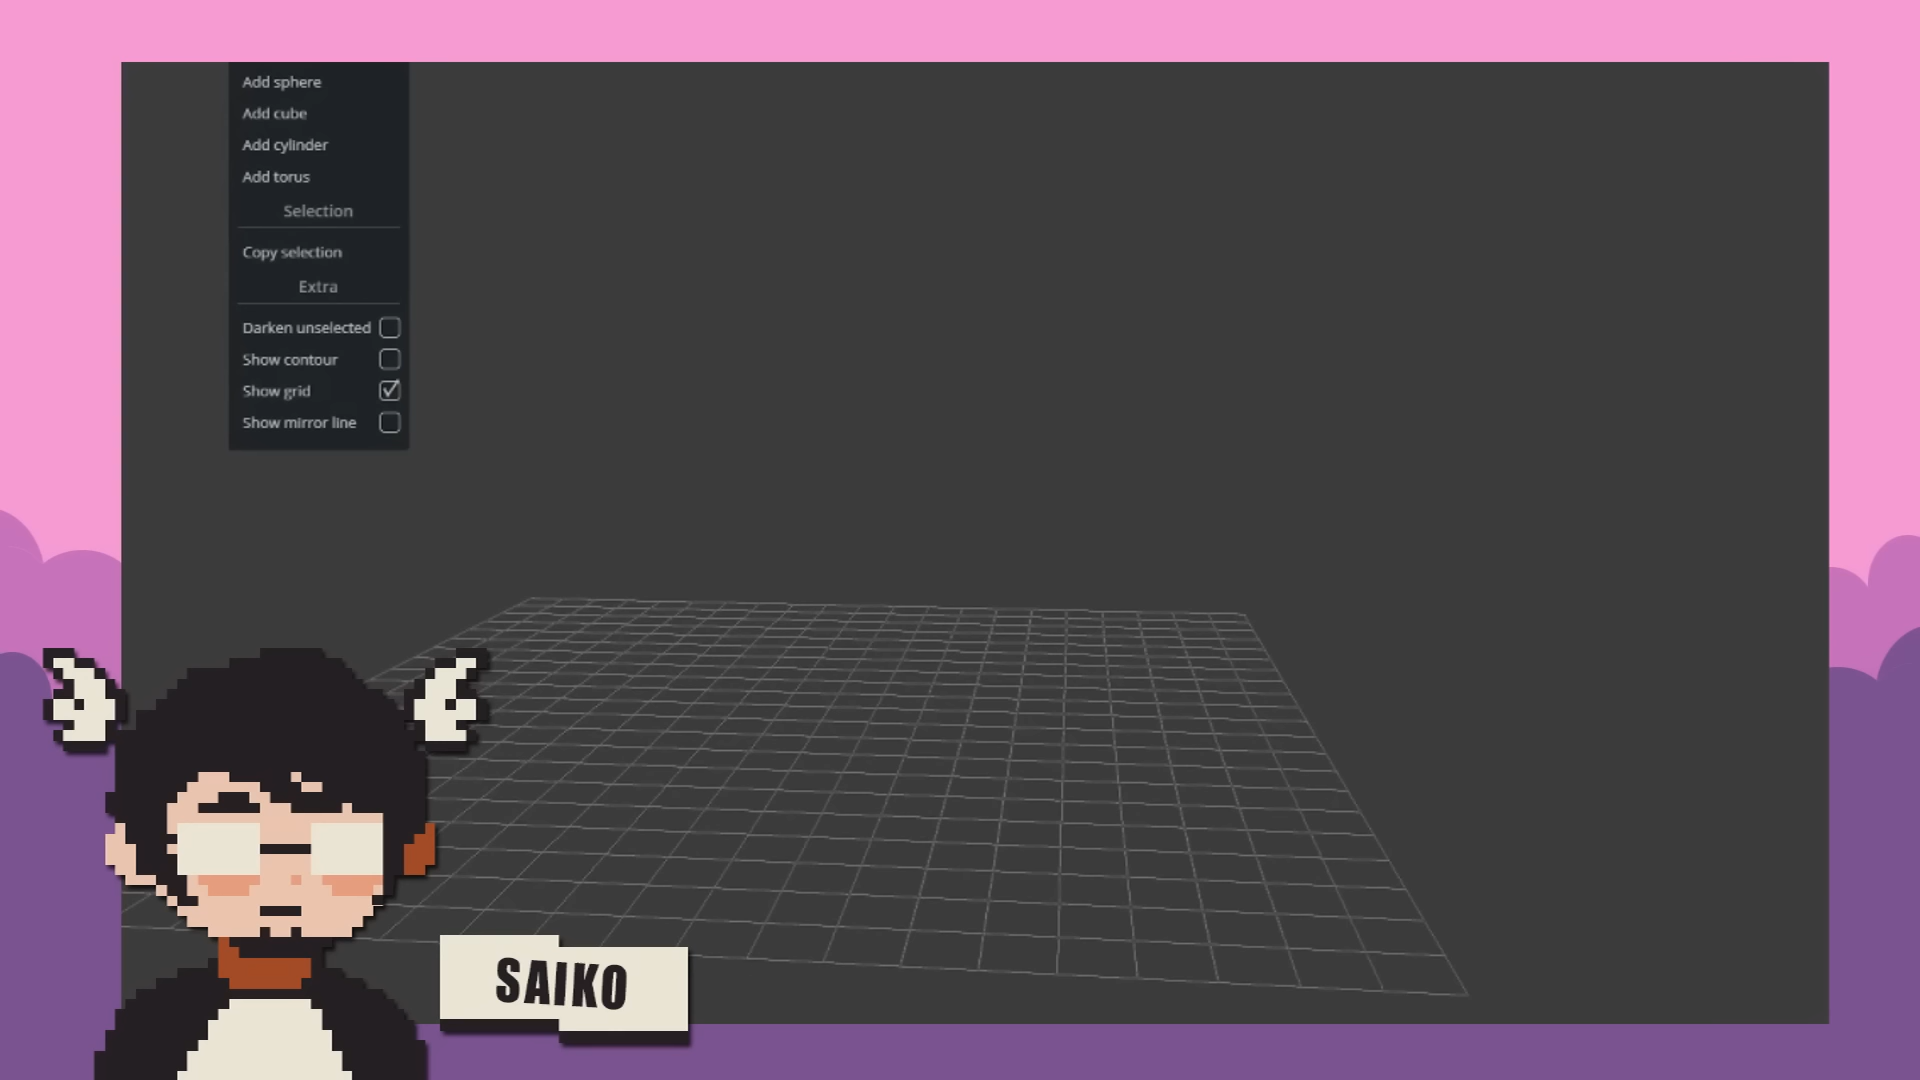 Add sphere
Add cube
Add cylinder
Add torus
Selection
Copy selection
Extra
Darken unselected
Show contour
Show grid
Show mirror line
SAIKO